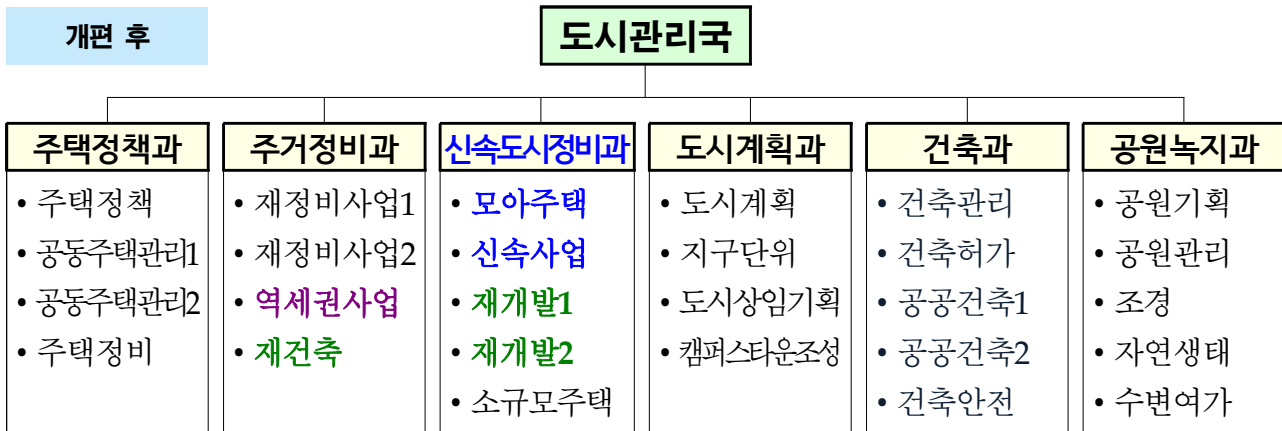 개편 후
도시관리국
주택정책과
• 주택정책
• 공동주택관리1
• 공동주택관리2
• 주택정비
주거정비과
• 재정비사업1
• 재정비사업2
• 역세권사업
• 재건축
신속도시정비과
• 모아주택
• 신속사업
• 재개발1
• 재개발2
• 소규모주택
도시계획과
• 도시계획
• 지구단위
• 도시상임기획
• 캠퍼스타운조성
건축과
• 건축관리
• 건축허가
• 공공건축1
• 공공건축2
• 건축안전
공원녹지과
• 공원기획
• 공원관리
• 조경
• 자연생태
• 수변여가